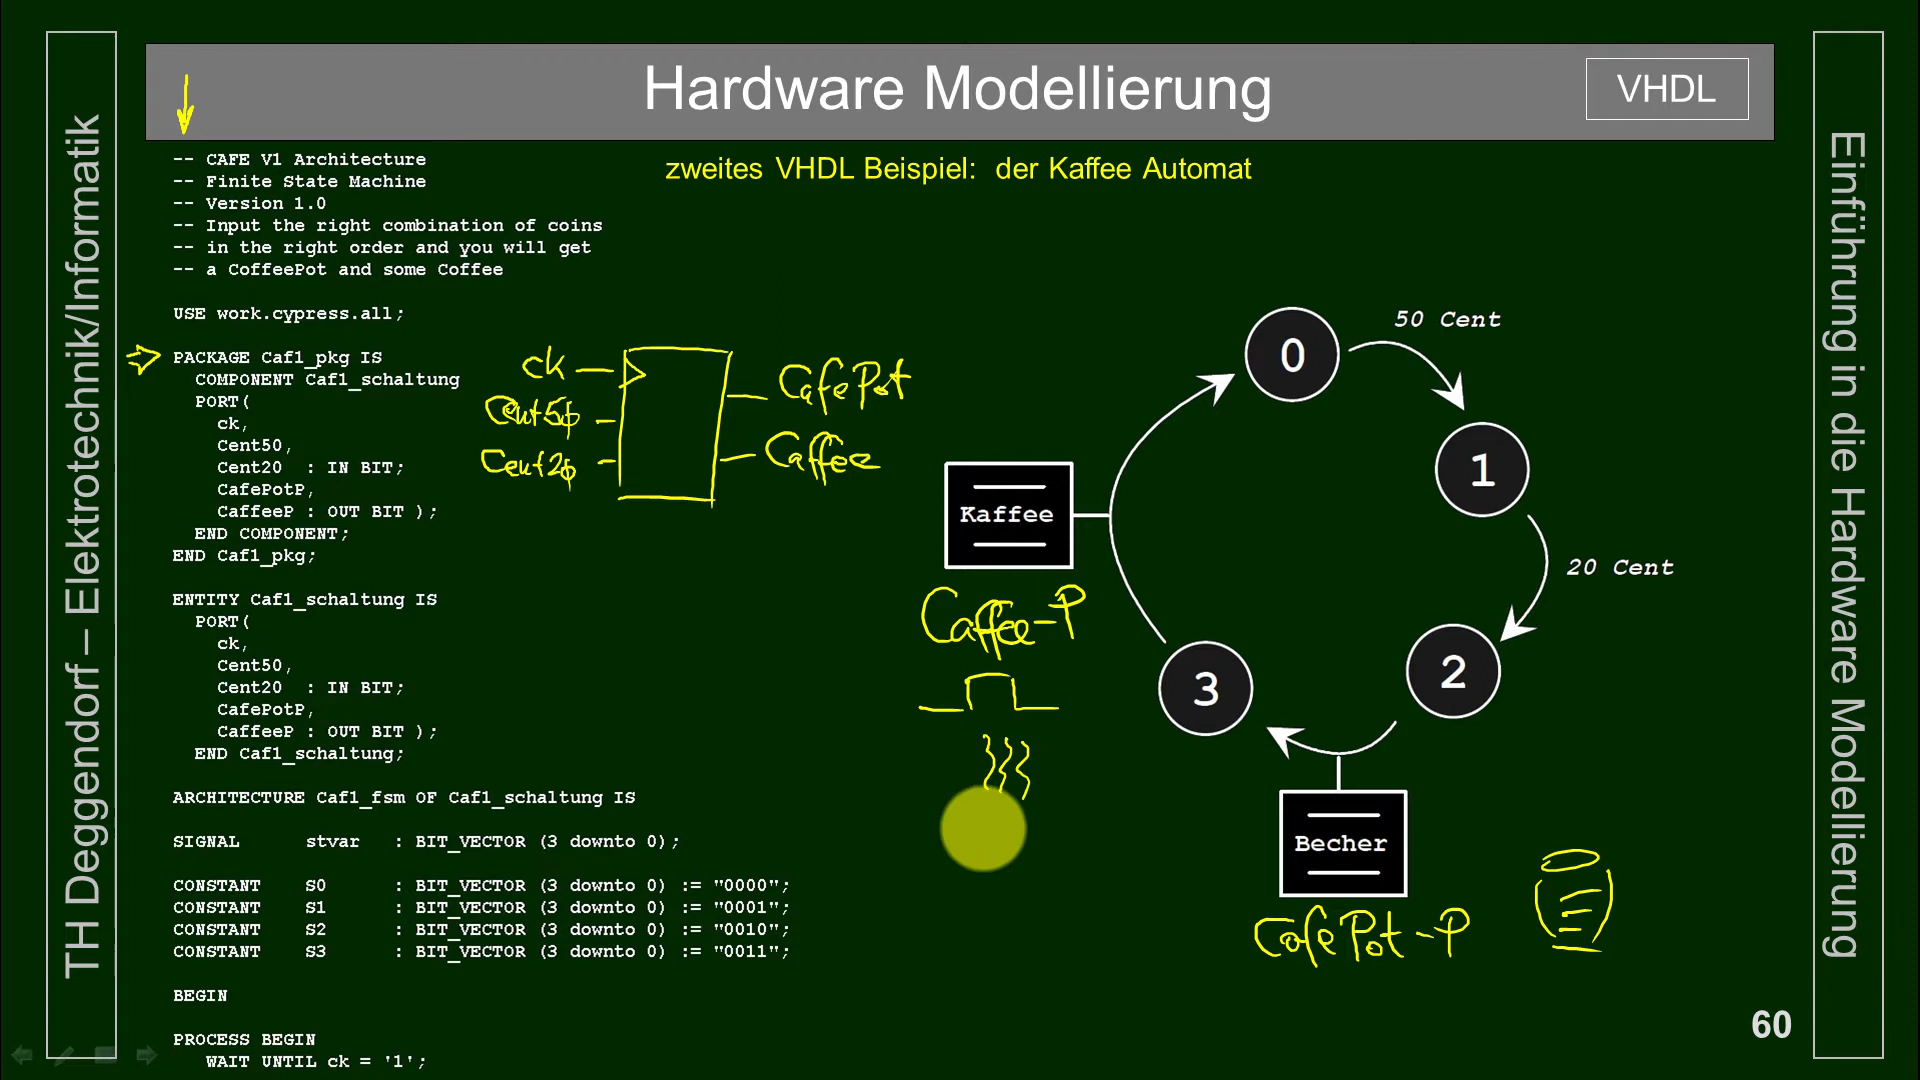 Hardware Modellierung
VHDL
zweites VHDL Beispiel: der Kaffee Automat
TH Deggendorf – Elektrotechnik/Informatik
-- CAFE V1 Architecture
-- Finite State Machine
-- Version 1.0
-- Input the right combination of coins
-- in the right order and you will get
-- a CoffeePot and some Coffee
USE work.cypress.all;
PACKAGE Caf1_pkg IS
COMPONENT Caf1_schaltung
PORT(
ck,
Cent50,
Cent20 : IN BIT;
CafePotP,
CaffeeP : OUT BIT );
END COMPONENT;
END Caf1_pkg;
ENTITY Caf1_schaltung IS
PORT(
ck,
Cent50,
Cent20 : IN BIT;
CafePotP,
CaffeeP : OUT BIT );
END Caf1_schaltung;
ARCHITECTURE Caf1_fsm OF Caf1_schaltung IS
SIGNAL stvar : BIT_VECTOR (3 downto 0);
CONSTANT S0 : BIT_VECTOR (3 downto 0) := "0000";
CONSTANT S1 : BIT_VECTOR (3 downto 0) := "0001";
CONSTANT S2 : BIT_VECTOR (3 downto 0) := "0010";
CONSTANT S3 : BIT_VECTOR (3 downto 0) := "0011";
BEGIN
PROCESS BEGIN
WAIT UNTIL ck = '1';
ck
Cent50
Cent20
CafePot
Caffee
0
50 Cent
1
20 Cent
2
3
Kaffee
Caffee-P
Becher
CafePot-P
60
Einführung in die Hardware Modellierung